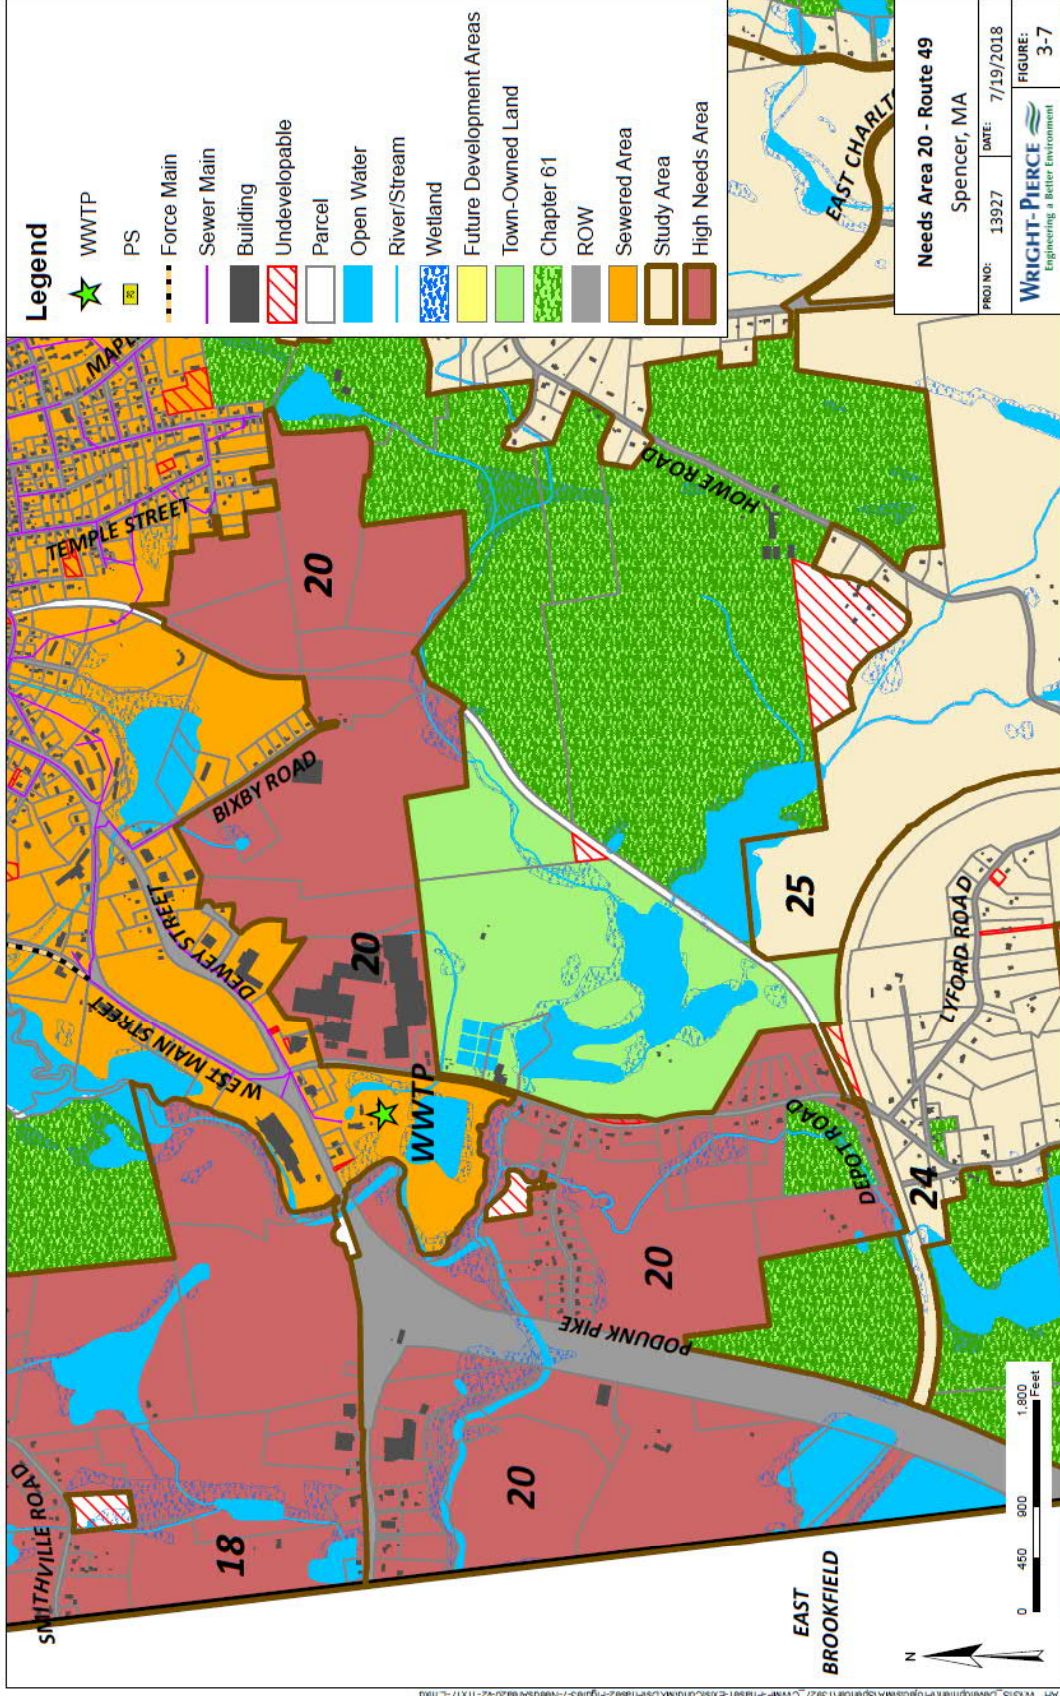 Legend
WWTP
PS
PS
Force Main
Sewer Main
Building
Undevelopable
Parcel
Open Water
River/Stream
Wetland
Future Development Areas
Town-Owned Land
Chapter 61
ROW
Sewered Area
Study Area
High Needs Area
SMITHVILLE ROAD
18
WEST MAIN STREET
DEWEY STREET
BIXBY ROAD
TEMPLE STREET
MAPL
20
20
WWTP
20
20
PODUNK PIKE
DEPOT ROAD
24
25
LYFORD ROAD
HOWE ROAD
EAST CHARLT
EAST
BROOKFIELD
N
0 450 900 1,800
Feet
Needs Area 20 - Route 49
Spencer, MA
PROJ NO: 13927 DATE: 7/19/2018
WRIGHT-PIERCE
Engineering a Better Environment
FIGURE:
3-7